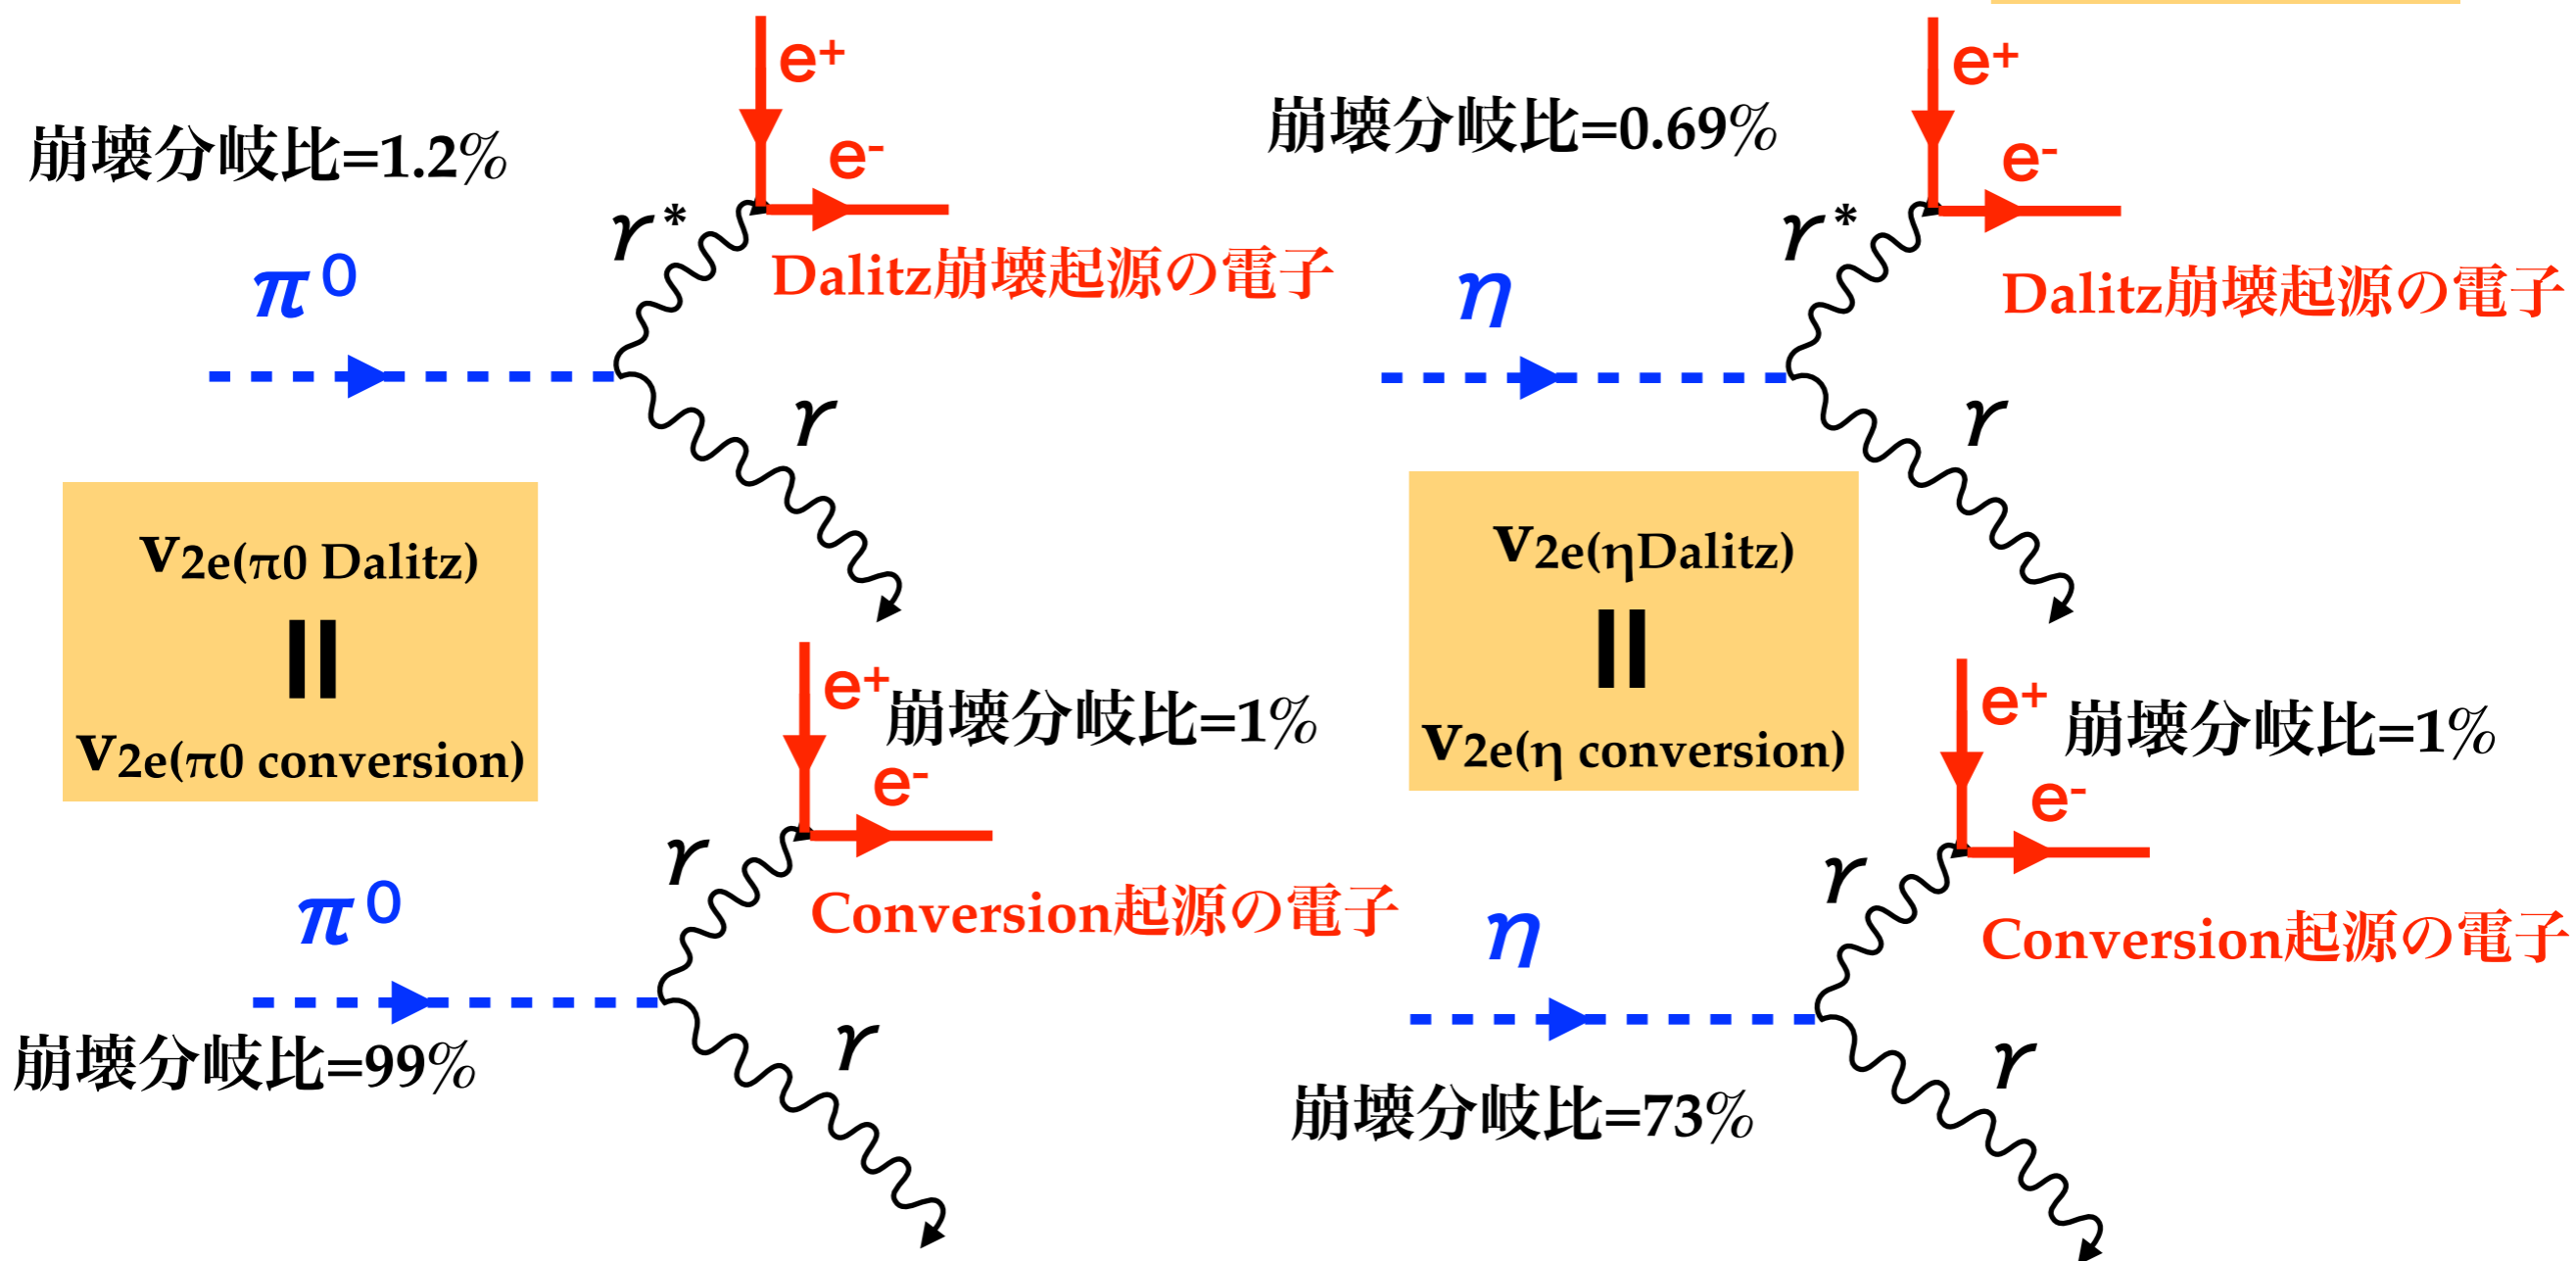 e+
e-
崩壊分岐比=1.2%
r*
Dalitz崩壊起源の電子
π0
r
v2e(π0 Dalitz)
=
v2e(π0 conversion)
e+
崩壊分岐比=1%
e-
r
Conversion起源の電子
π0
崩壊分岐比=99%
r
e+
崩壊分岐比=0.69%
e-
r*
Dalitz崩壊起源の電子
η
r
v2e(ηDalitz)
=
v2e(η conversion)
e+
崩壊分岐比=1%
e-
r
Conversion起源の電子
η
r
崩壊分岐比=73%